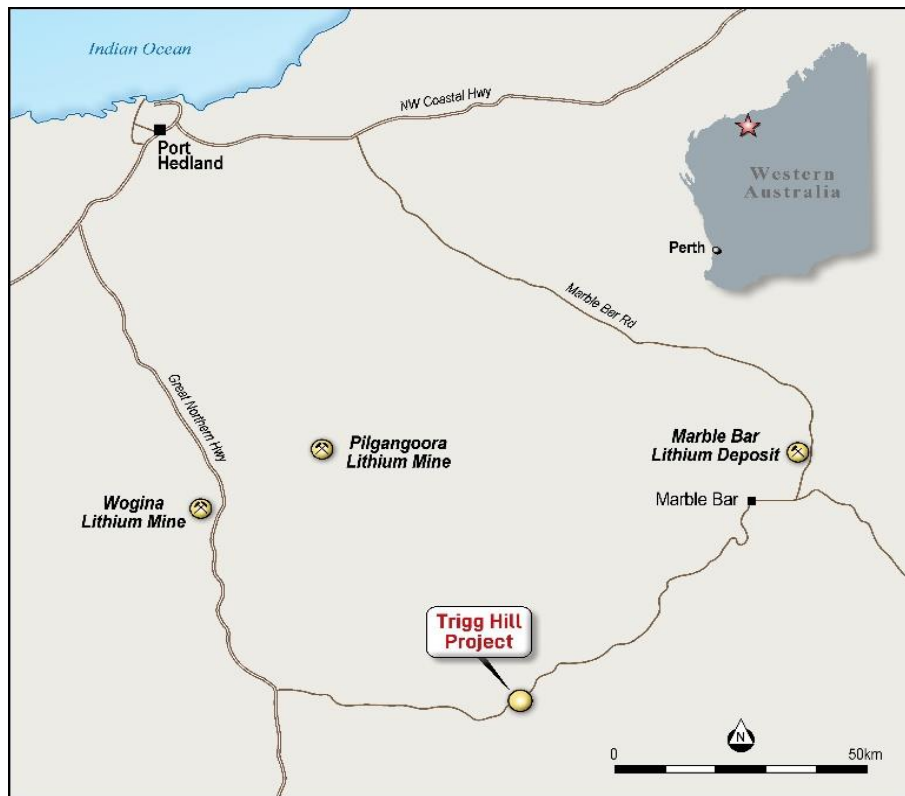 Indian Ocean
NW Coastal Hwy
Port
Hedland
Western
Australia
Perth
Marble Bar Rd
Great Northern Hwy
Pilgangoora
Lithium Mine
Marble Bar
Lithium Deposit
Wogina
Lithium Mine
Marble Bar
Trigg Hill
Project
N
0
50km